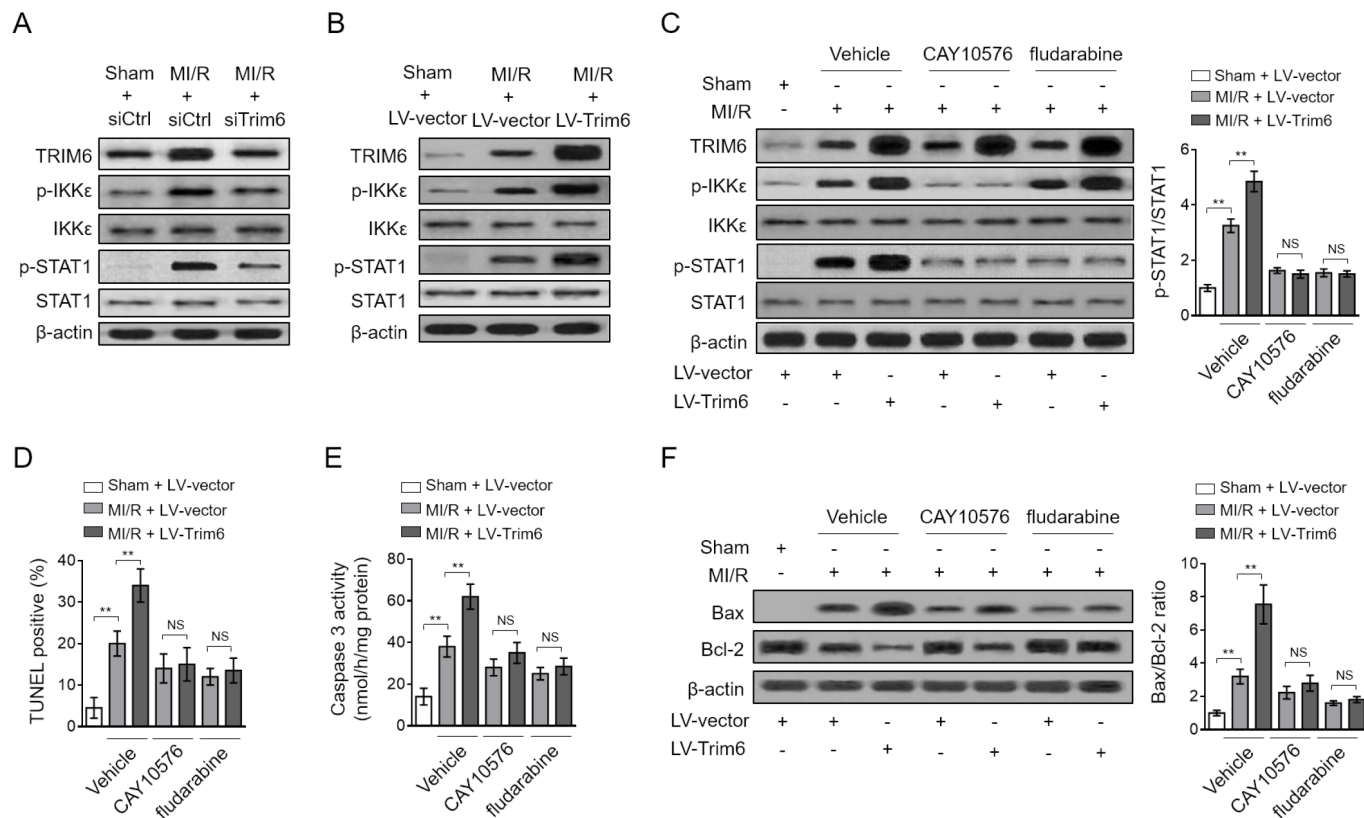 A
Sham MI/R MI/R
+ + +
siCtrl siCtrl siTrim6
TRIM6
p-IKKε
IKKε
p-STAT1
STAT1
β-actin
B
Sham MI/R MI/R
+ + +
LV-vector LV-vector LV-Trim6
TRIM6
p-IKKε
IKKε
p-STAT1
STAT1
β-actin
C
Vehicle CAY10576 fludarabine
Sham + - - - - - -
MI/R - + + + + + +
TRIM6
p-IKKε
IKKε
p-STAT1
STAT1
β-actin
LV-vector + + - + - + -
LV-Trim6 - - + - + - +
Sham + LV-vector
MI/R + LV-vector
MI/R + LV-Trim6
p-STAT1/STAT1
6
4
2
0
** ** NS NS
Vehicle
CAY10576
fludarabine
D
Sham + LV-vector
MI/R + LV-vector
MI/R + LV-Trim6
TUNEL positive (%)
40
30
20
10
0
** ** NS NS
Vehicle
CAY10576
fludarabine
E
Sham + LV-vector
MI/R + LV-vector
MI/R + LV-Trim6
Caspase 3 activity
(nmol/h/mg protein)
80
60
40
20
0
** ** NS NS
Vehicle
CAY10576
fludarabine
F
Vehicle CAY10576 fludarabine
Sham + - - - - - -
MI/R - + + + + + +
Bax
Bcl-2
β-actin
LV-vector + + - + - + -
LV-Trim6 - - + - + - +
Sham + LV-vector
MI/R + LV-vector
MI/R + LV-Trim6
Bax/Bcl-2 ratio
10
8
6
4
2
0
** ** NS NS
Vehicle
CAY10576
fludarabine